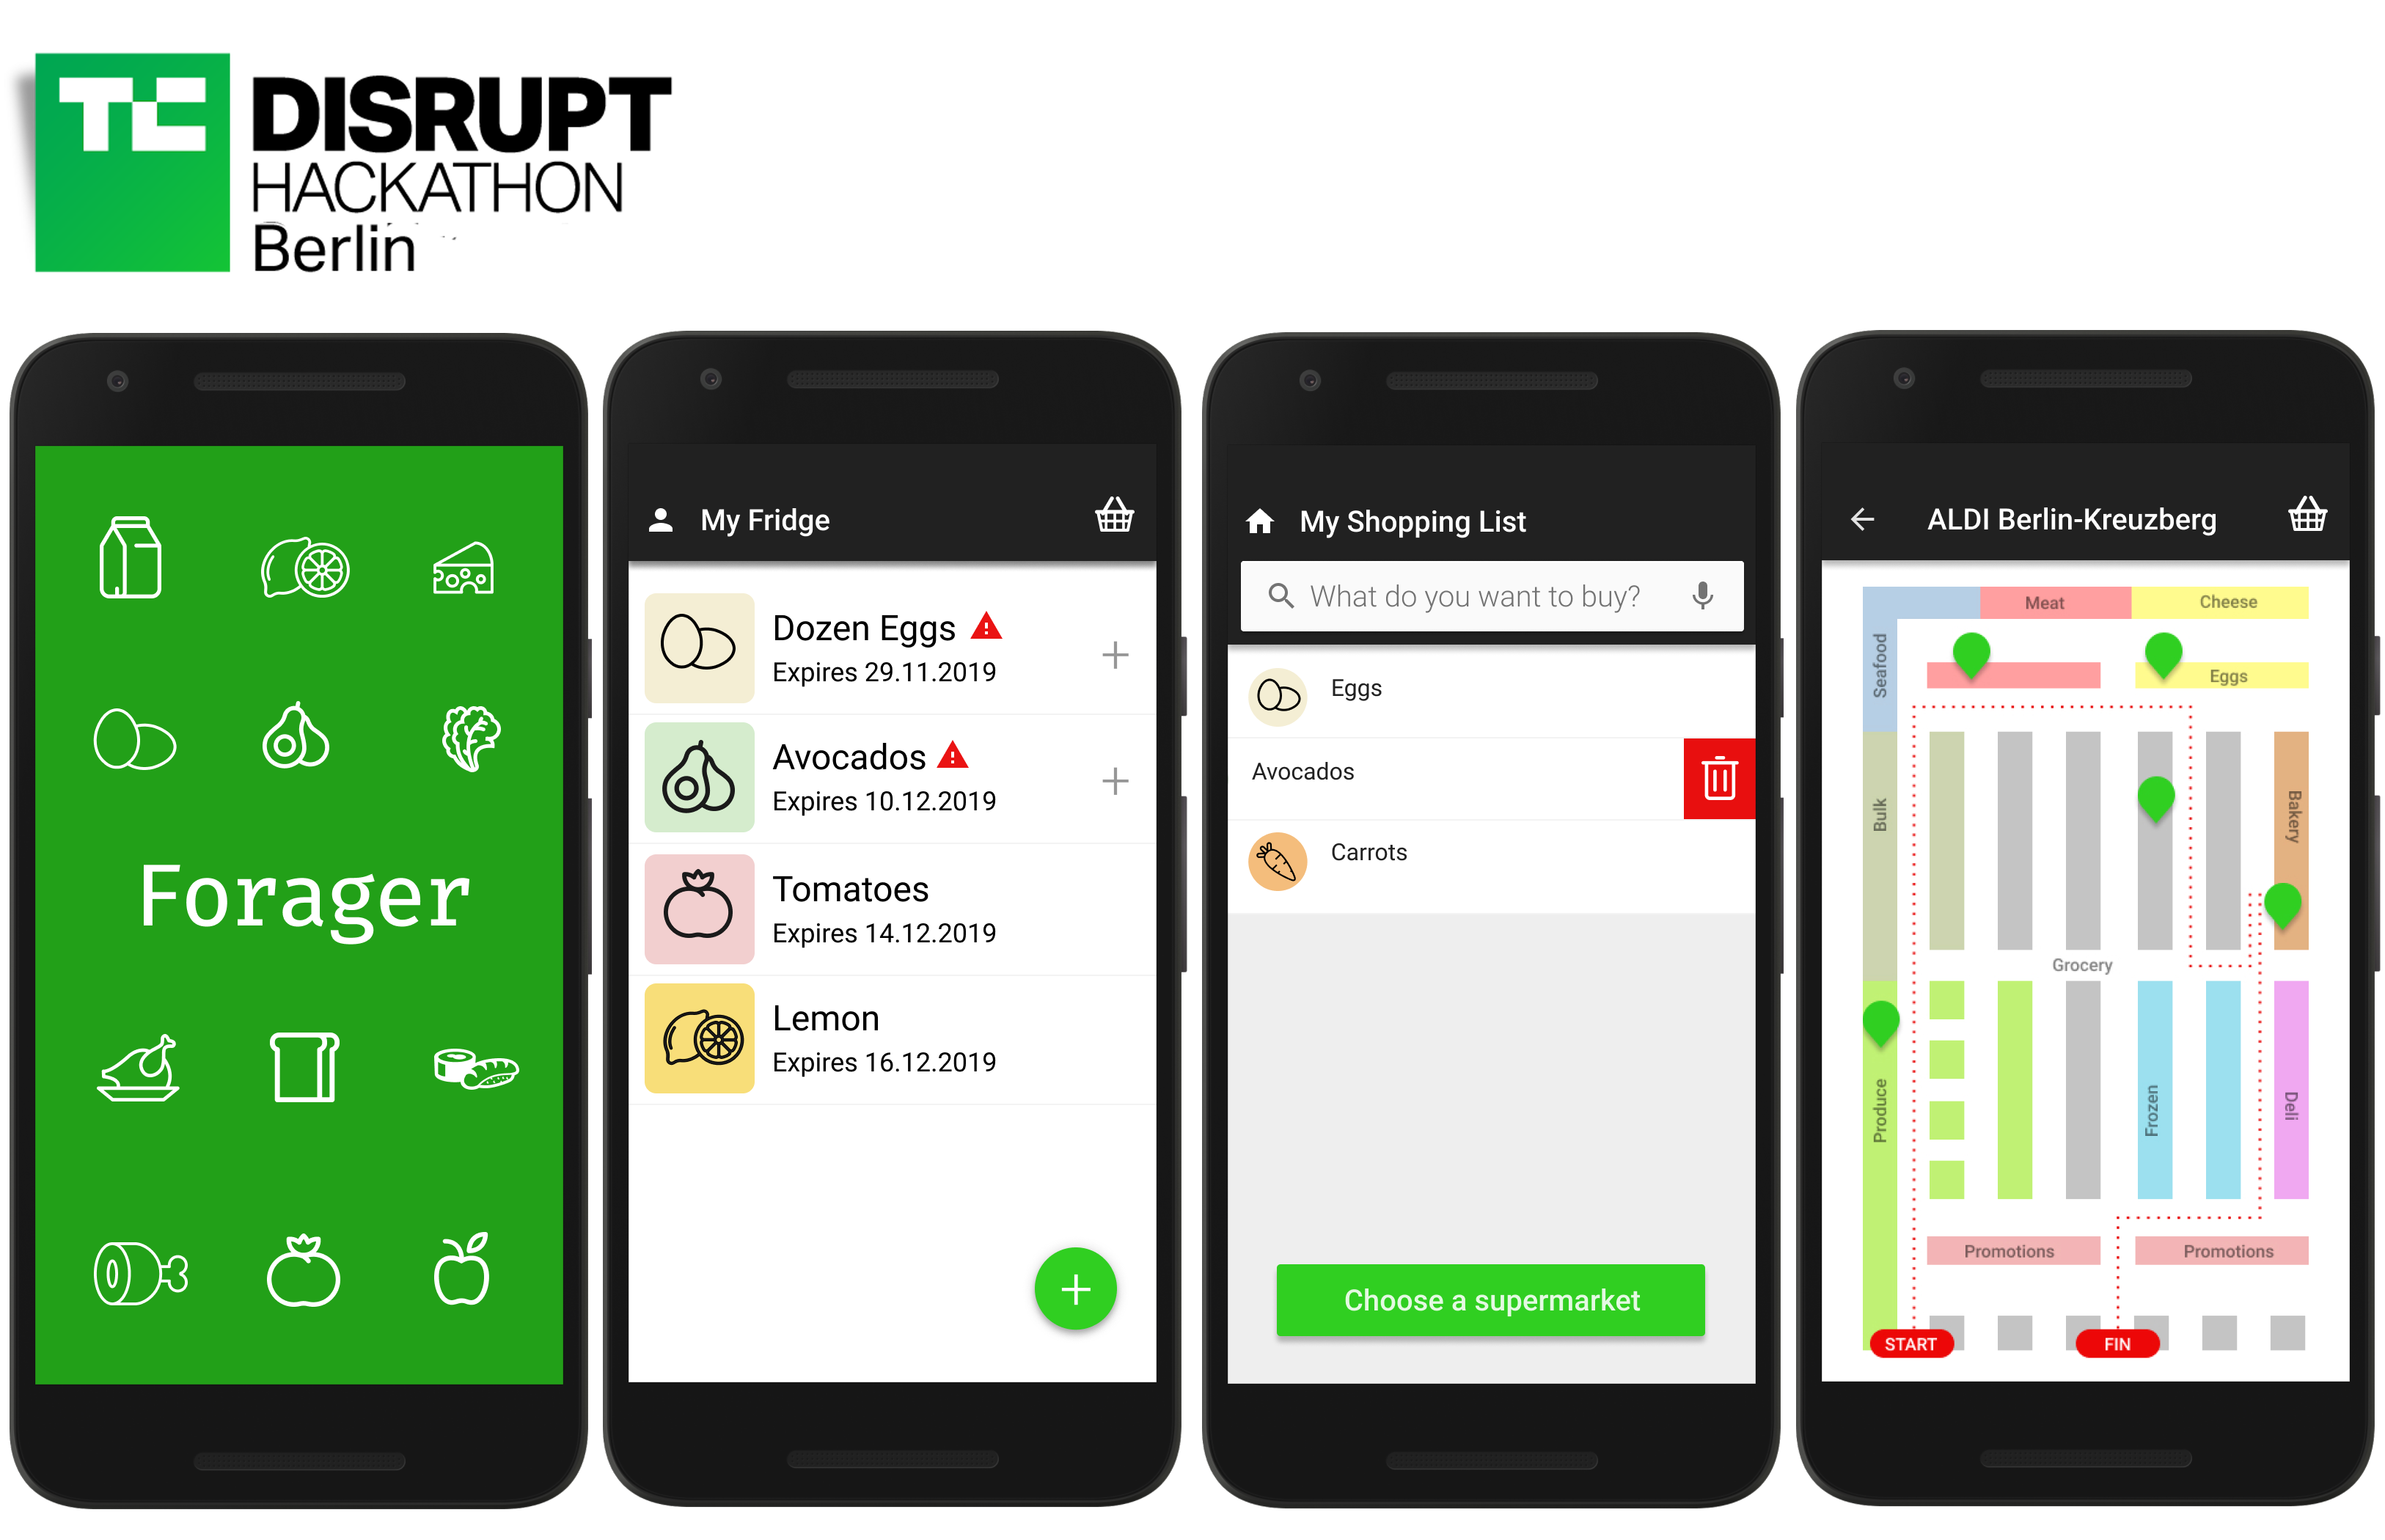 TC
DISRUPT
HACKATHON
Berlin
Forager
My Fridge
Dozen Eggs
Expires 29.11.2019
Avocados
Expires 10.12.2019
Tomatoes
Expires 14.12.2019
Lemon
Expires 16.12.2019
My Shopping List
What do you want to buy?
Eggs
Avocados
Carrots
Choose a supermarket
ALDI Berlin-Kreuzberg
Meat
Cheese
Seafood
Eggs
Bulk
Bakery
Grocery
Produce
Frozen
Deli
Promotions
Promotions
START
FIN